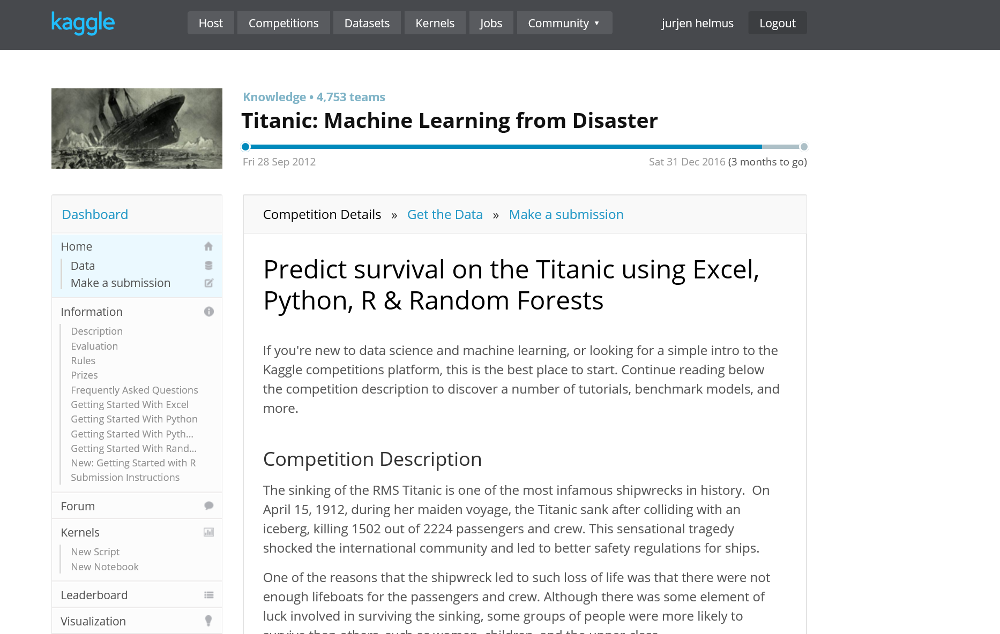 kaggle
Host
Competitions
Datasets
Kernels
Jobs
Community ▼
jurjen helmus
Logout
Knowledge • 4,753 teams
Titanic: Machine Learning from Disaster
Fri 28 Sep 2012
Sat 31 Dec 2016 (3 months to go)
Dashboard
Home
Data
Make a submission
Information
Description
Evaluation
Rules
Prizes
Frequently Asked Questions
Getting Started With Excel
Getting Started With Python
Getting Started With Pyth...
Getting Started With Rand...
New: Getting Started with R
Submission Instructions
Forum
Kernels
New Script
New Notebook
Leaderboard
Visualization
Competition Details » Get the Data » Make a submission
Predict survival on the Titanic using Excel,
Python, R & Random Forests
If you're new to data science and machine learning, or looking for a simple intro to the
Kaggle competitions platform, this is the best place to start. Continue reading below
the competition description to discover a number of tutorials, benchmark models, and
more.
Competition Description
The sinking of the RMS Titanic is one of the most infamous shipwrecks in history.  On
April 15, 1912, during her maiden voyage, the Titanic sank after colliding with an
iceberg, killing 1502 out of 2224 passengers and crew. This sensational tragedy
shocked the international community and led to better safety regulations for ships.
One of the reasons that the shipwreck led to such loss of life was that there were not
enough lifeboats for the passengers and crew. Although there was some element of
luck involved in surviving the sinking, some groups of people were more likely to
survive than others, such as women, children, and the upper-class.